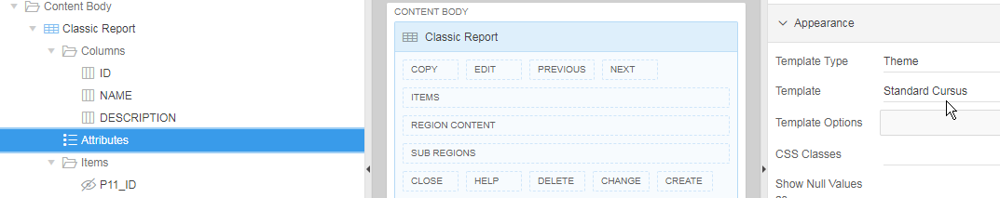 Content Body
Classic Report
Columns
ID
NAME
DESCRIPTION
Attributes
Items
P11_ID
CONTENT BODY
Classic Report
COPY EDIT PREVIOUS NEXT
ITEMS
REGION CONTENT
SUB REGIONS
CLOSE HELP DELETE CHANGE CREATE
Appearance
Template Type Theme
Template Standard Cursus
Template Options
CSS Classes
Show Null Values